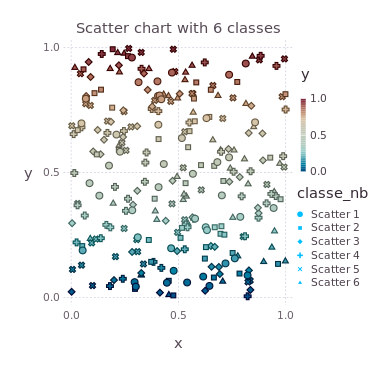 Scatter chart with 6 classes
y
1.0
0.5
0.0
0.0
0.5
1.0
x
y
1.0
0.5
0.0
classe_nb
Scatter 1
Scatter 2
Scatter 3
Scatter 4
Scatter 5
Scatter 6